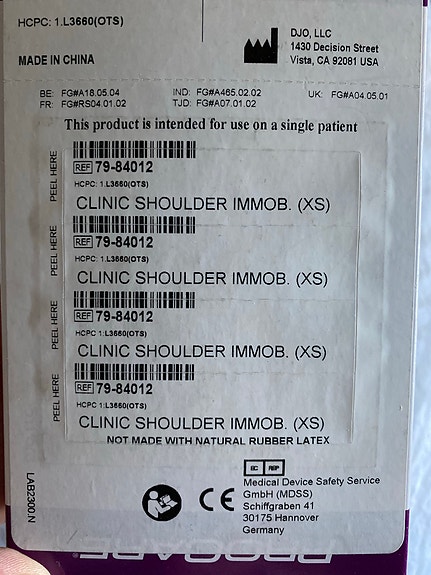 HCPC: 1.L3660(OTS)
MADE IN CHINA
DJO, LLC
1430 Decision Street
Vista, CA 92081 USA
BE: FG#A18.05.04
FR: FG#RS04.01.02
IND: FG#A465.02.02
TJD: FG#A07.01.02
UK: FG#A04.05.01
This product is intended for use on a single patient
PEEL HERE
REF 79-84012
HCPC: 1.L3660(OTS)
CLINIC SHOULDER IMMOB. (XS)
PEEL HERE
REF 79-84012
HCPC: 1.L3660(OTS)
CLINIC SHOULDER IMMOB. (XS)
PEEL HERE
REF 79-84012
HCPC 1:L3660(OTS)
CLINIC SHOULDER IMMOB. (XS)
PEEL HERE
REF 79-84012
HCPC 1:L3660(OTS)
CLINIC SHOULDER IMMOB. (XS)
NOT MADE WITH NATURAL RUBBER LATEX
LAB2300.N
CE
EC REP
Medical Device Safety Service
GmbH (MDSS)
Schiffgraben 41
30175 Hannover
Germany
PROCARE